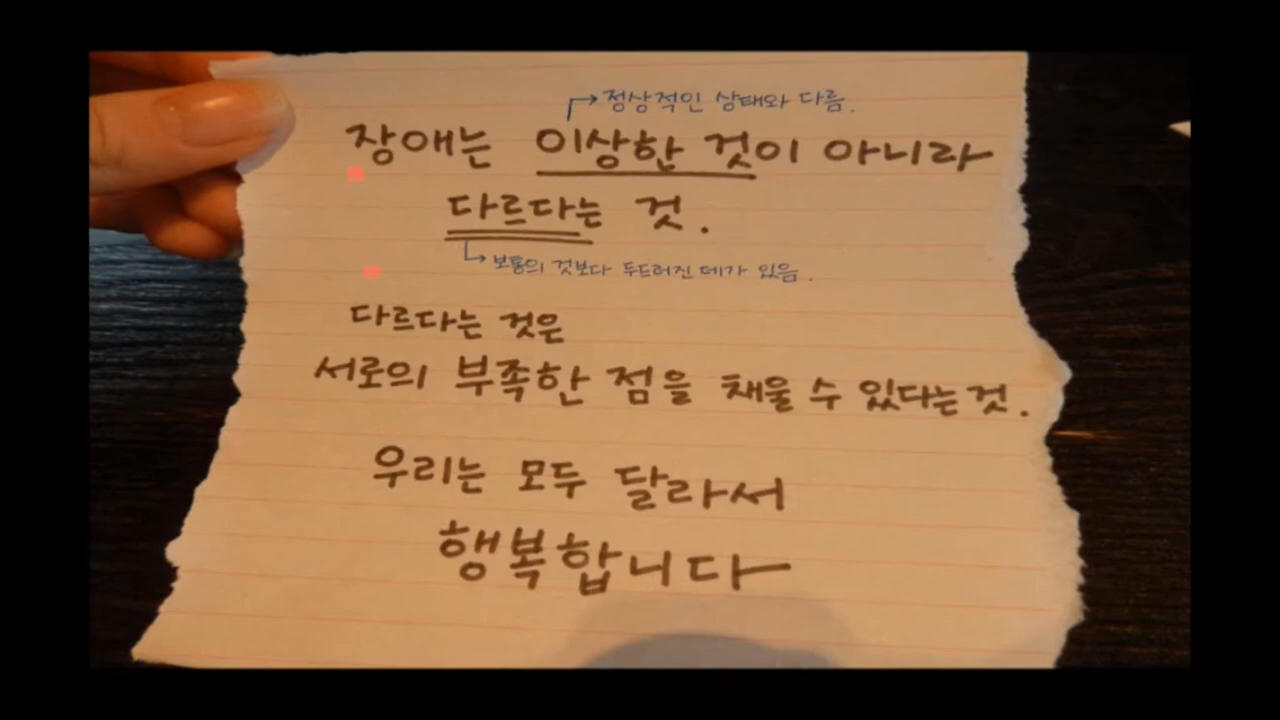 정상적인 상태와 다름.
장애는 이상한 것이 아니라
다르다는 것.
보통의 것보다 두드러진 데가 있음.
다르다는 것은
서로의 부족한 점을 채울 수 있다는 것.
우리는 모두 달라서
행복합니다